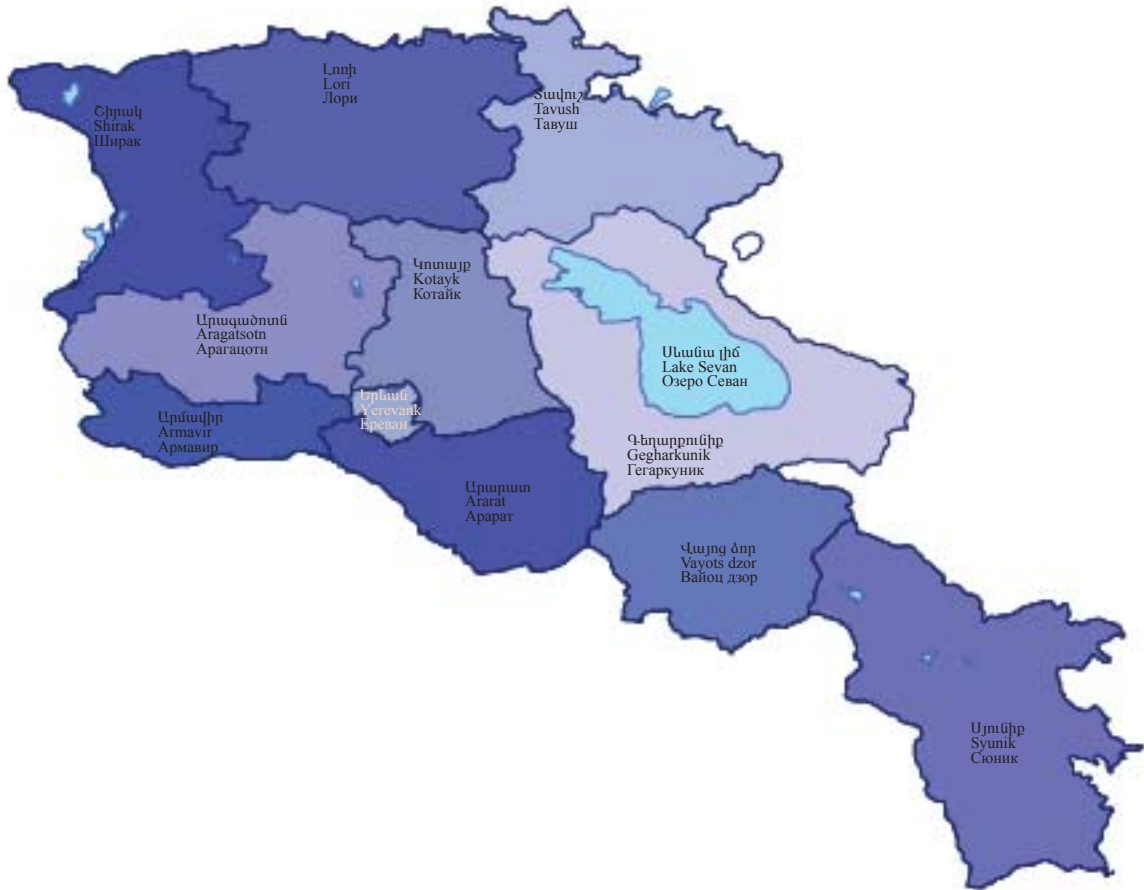 Լոռի
Lori
Лори
Տավուշ
Tavush
Тавуш
Շիրակ
Shirak
Ширак
Կոտայք
Kotayk
Котайк
Արագածոտն
Aragatsotn
Арагацотн
Սևանա լիճ
Lake Sevan
Озеро Севан
Երևան
Yerevank
Ереван
Արմավիր
Armavir
Армавир
Գեղարքունիք
Gegharkunik
Гегаркуник
Արարատ
Ararat
Арарат
Վայոց ձոր
Vayots dzor
Вайоц дзор
Սյունիք
Syunik
Сюник